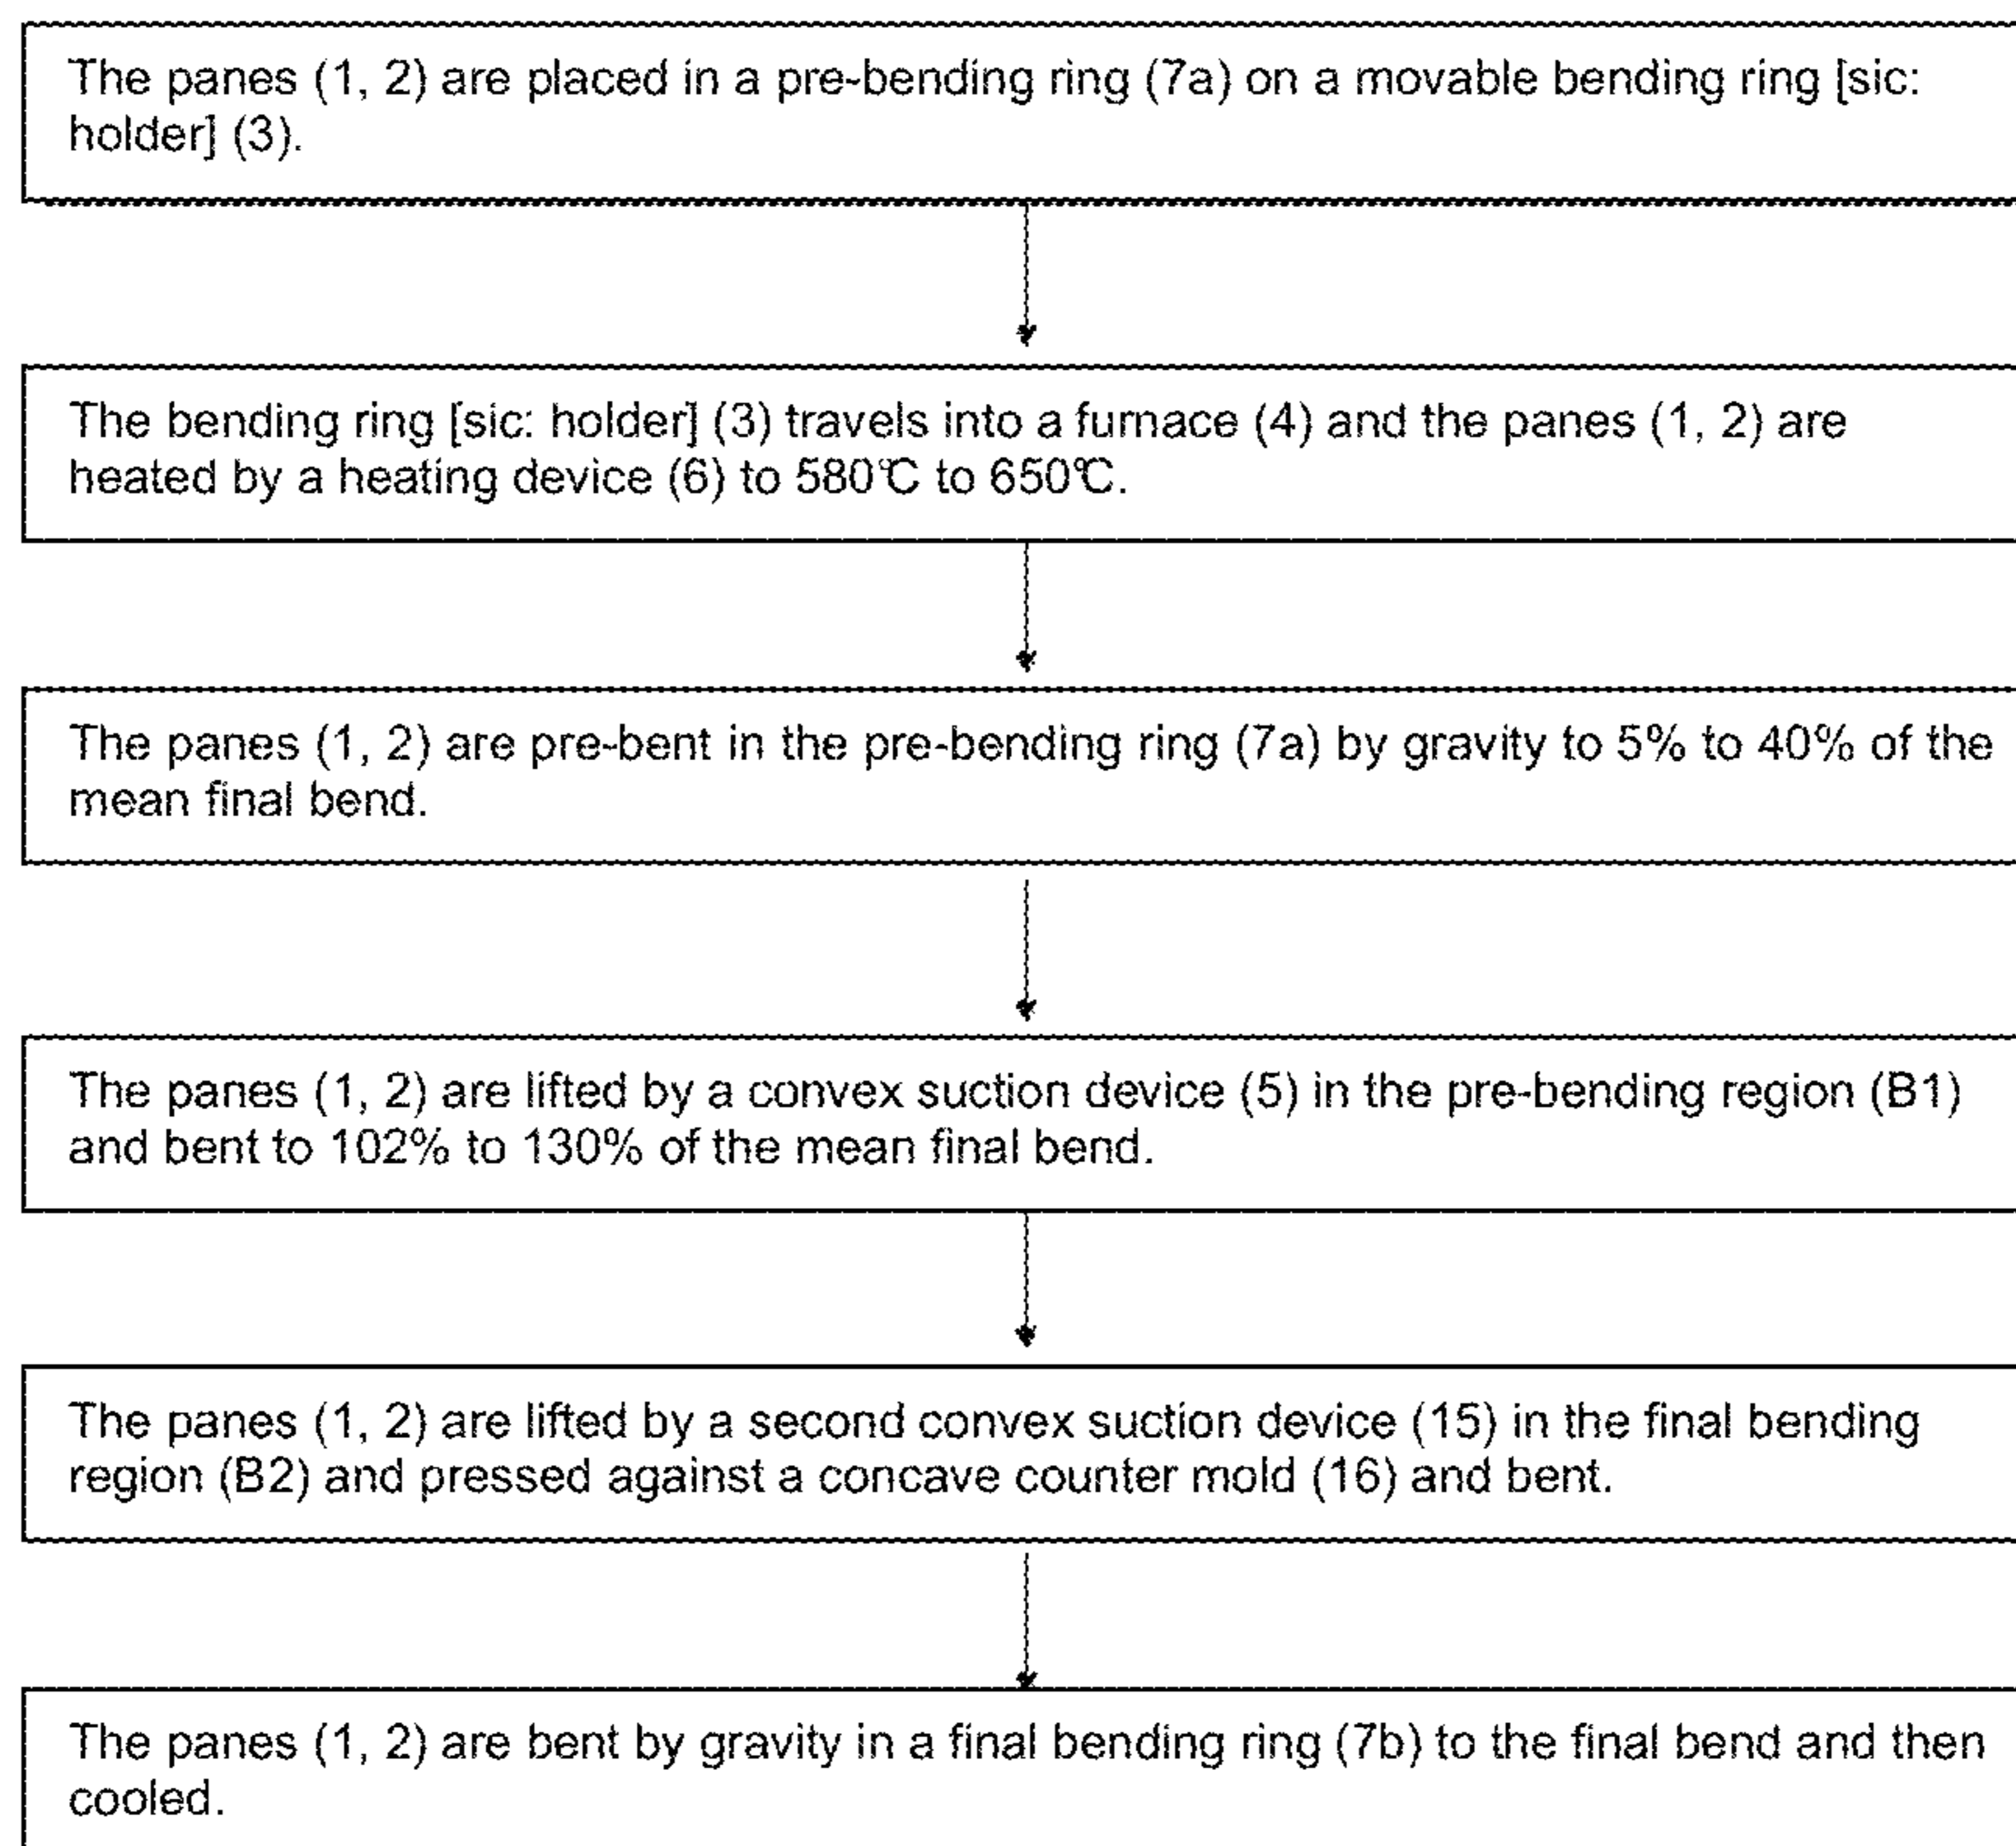 The panes (1, 2) are placed in a pre-bending ring (7a) on a movable bending ring [sic:
holder] (3).
The bending ring [sic: holder] (3) travels into a furnace (4) and the panes (1, 2) are
heated by a heating device (6) to 580℃ to 650℃.
The panes (1, 2) are pre-bent in the pre-bending ring (7a) by gravity to 5% to 40% of the
mean final bend.
The panes (1, 2) are lifted by a convex suction device (5) in the pre-bending region (B1)
and bent to 102% to 130% of the mean final bend.
The panes (1, 2) are lifted by a second convex suction device (15) in the final bending
region (B2) and pressed against a concave counter mold (16) and bent.
The panes (1, 2) are bent by gravity in a final bending ring (7b) to the final bend and then
cooled.